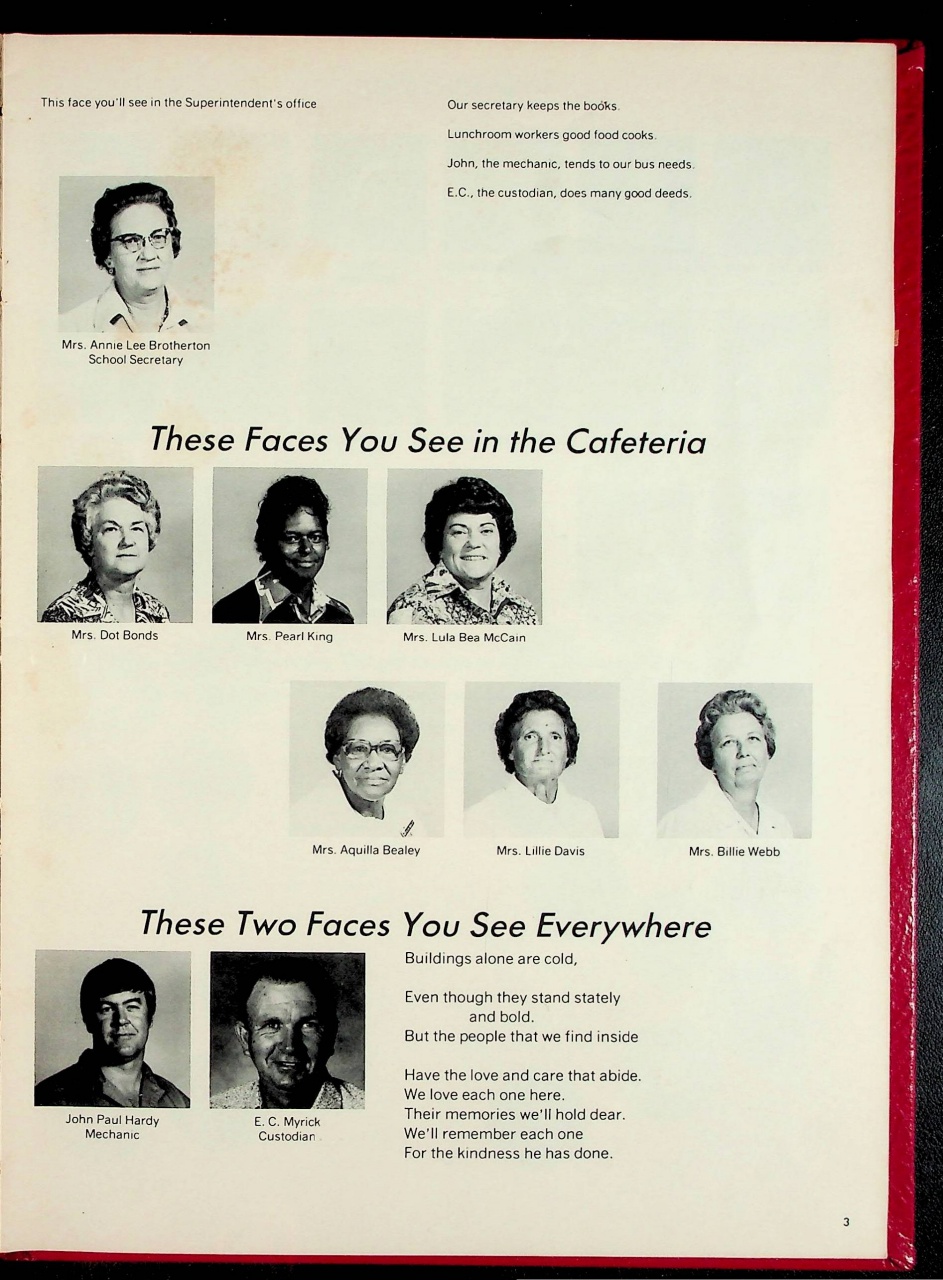 This face you'll see in the Superintendent's office
Our secretary keeps the books.
Lunchroom workers good food cooks.
John, the mechanic, tends to our bus needs.
E.C., the custodian, does many good deeds.
Mrs. Annie Lee Brotherton
School Secretary
These Faces You See in the Cafeteria
Mrs. Dot Bonds
Mrs. Pearl King
Mrs. Lula Bea McCain
Mrs. Aquilla Bealey
Mrs. Lillie Davis
Mrs. Billie Webb
These Two Faces You See Everywhere
John Paul Hardy
Mechanic
E. C. Myrick
Custodian
Buildings alone are cold,
Even though they stand stately
and bold.
But the people that we find inside
Have the love and care that abide.
We love each one here.
Their memories we'll hold dear.
We'll remember each one
For the kindness he has done.
3